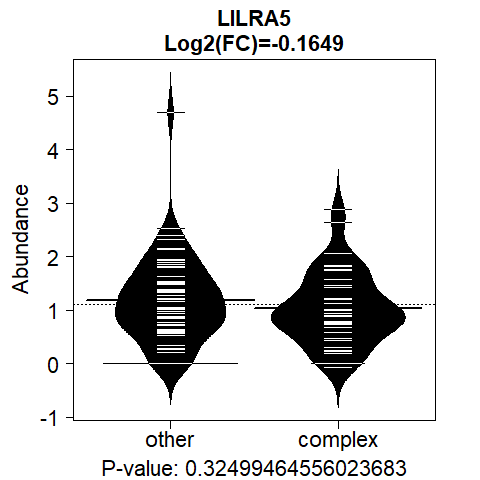 LILRA5
Log2(FC)=-0.1649
Abundance
5
4
3
2
1
0
-1
other complex
P-value: 0.32499464556023683